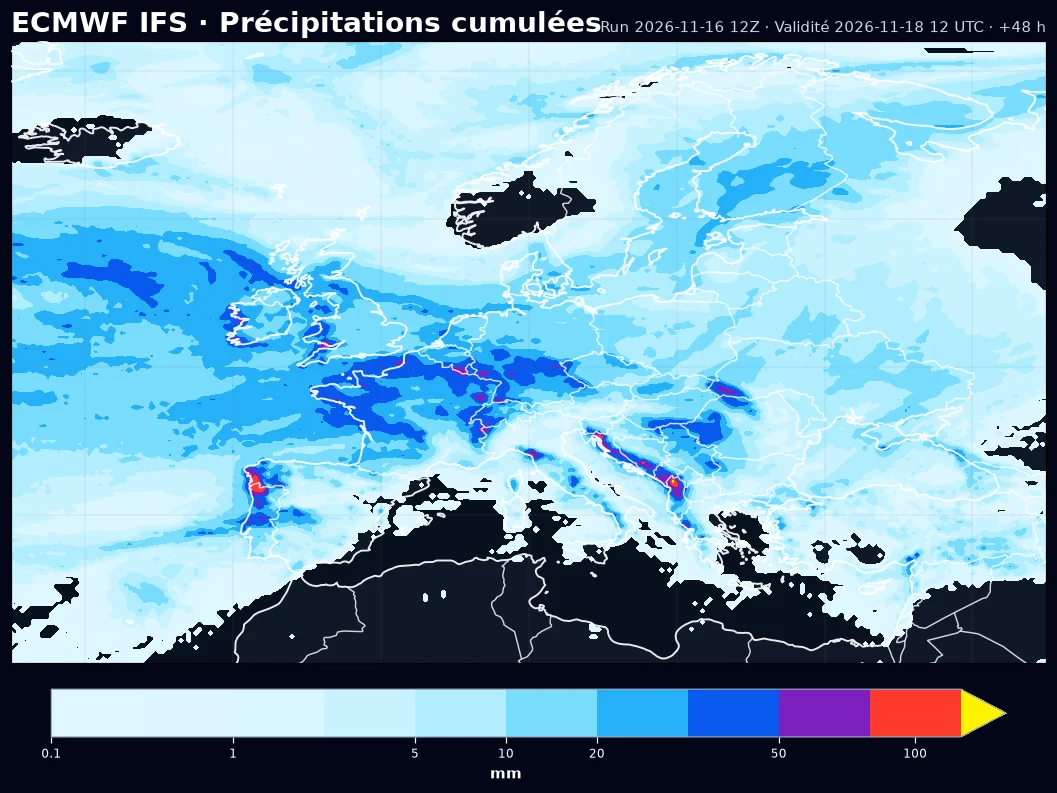 ECMWF IFS · Précipitations cumulées Run 2026-11-16 12Z · Validité 2026-11-18 12 UTC · +48 h
0.1 1 5 10 20 50 100
mm